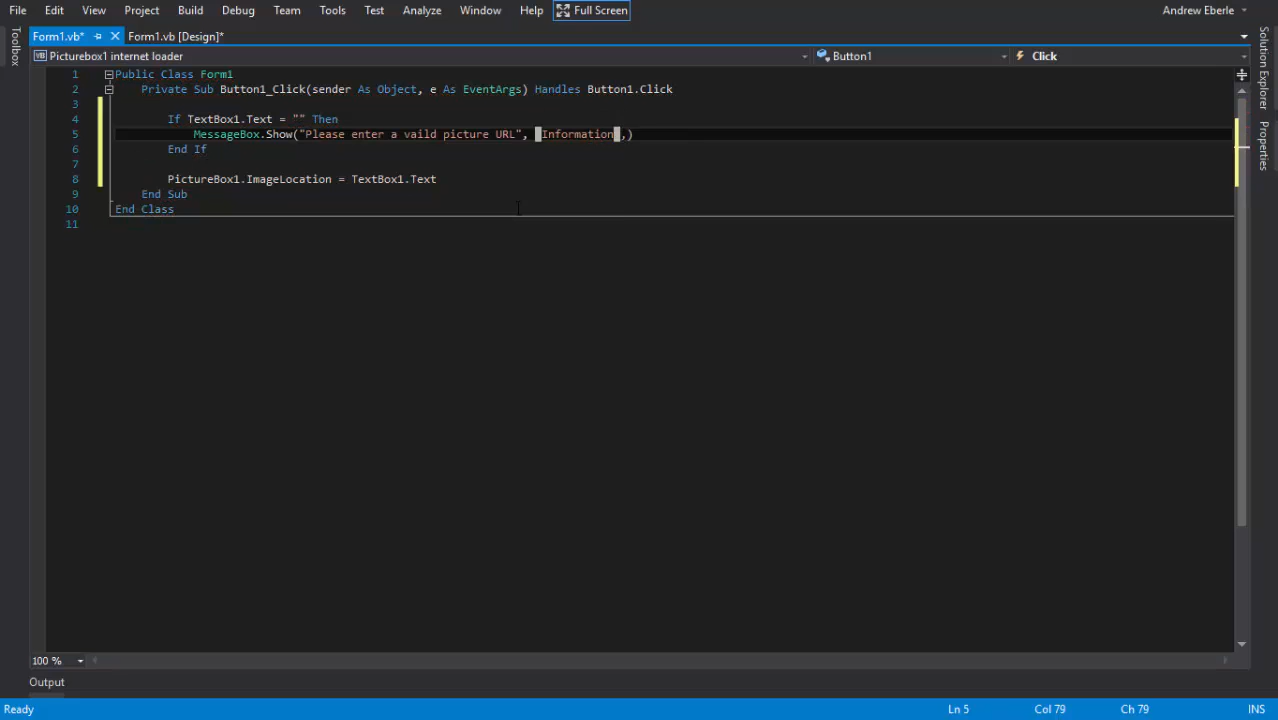 File Edit View Project Build Debug Team Tools Test Analyze Window Help Full Screen Andrew Eberle
Form1.vb* Form1.vb [Design]*
Toolbox
VB Picturebox1 internet loader Button1 Click
1 Public Class Form1
2 Private Sub Button1_Click(sender As Object, e As EventArgs) Handles Button1.Click
3
4 If TextBox1.Text = "" Then
5 MessageBox.Show("Please enter a vaild picture URL", "Information",)
6 End If
7
8 PictureBox1.ImageLocation = TextBox1.Text
9 End Sub
10 End Class
11
Solution Explorer
Properties
100 %
Output
Ready Ln 5 Col 79 Ch 79 INS